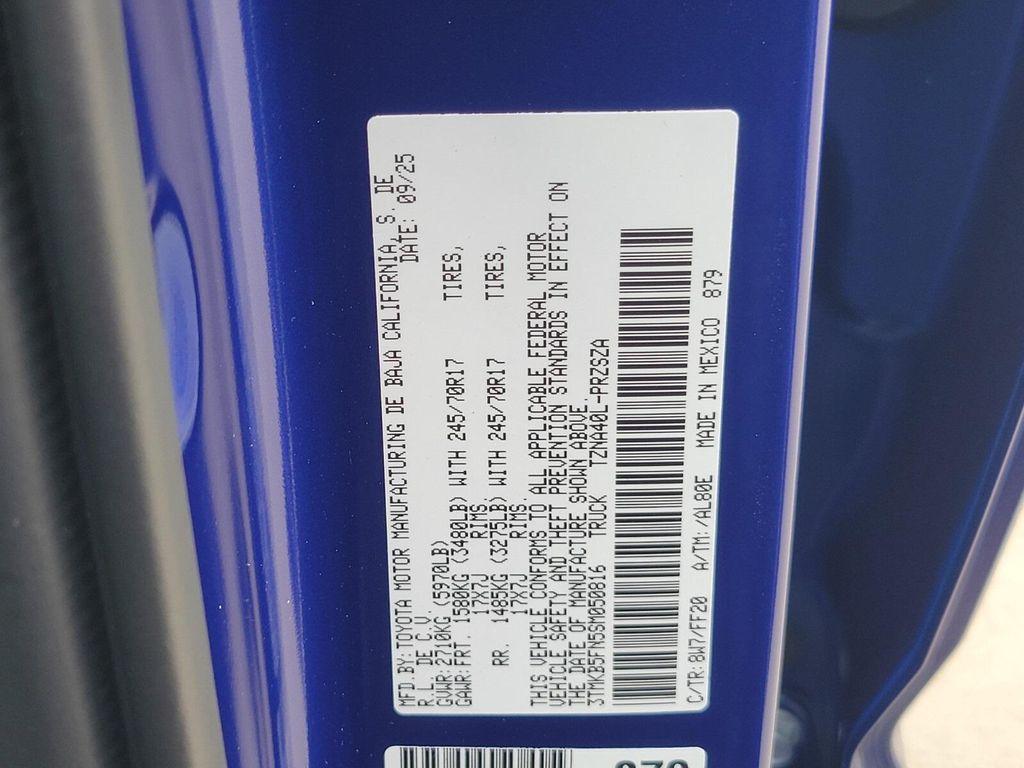 MFD.BY:TOYOTA MOTOR MANUFACTURING DE BAJA CALIFORNIA, S. DE
R.L. DE C.V. DATE: 09/25
GVWR:2710KG (5970LB)
GAWR:FRT. 1580KG (3480LB) WITH 245/70R17 TIRES,
17X7J RIMS.
RR. 1485KG (3275LB) WITH 245/70R17 TIRES,
17X7J RIMS.
THIS VEHICLE CONFORMS TO ALL APPLICABLE FEDERAL MOTOR
VEHICLE SAFETY AND THEFT PREVENTION STANDARDS IN EFFECT ON
THE DATE OF MANUFACTURE SHOWN ABOVE.
3TMKB5FN5SM050816 TRUCK TZNA40L-PRZSZA
C/TR:8W7/FF20 A/TM:/AL80E MADE IN MEXICO 879